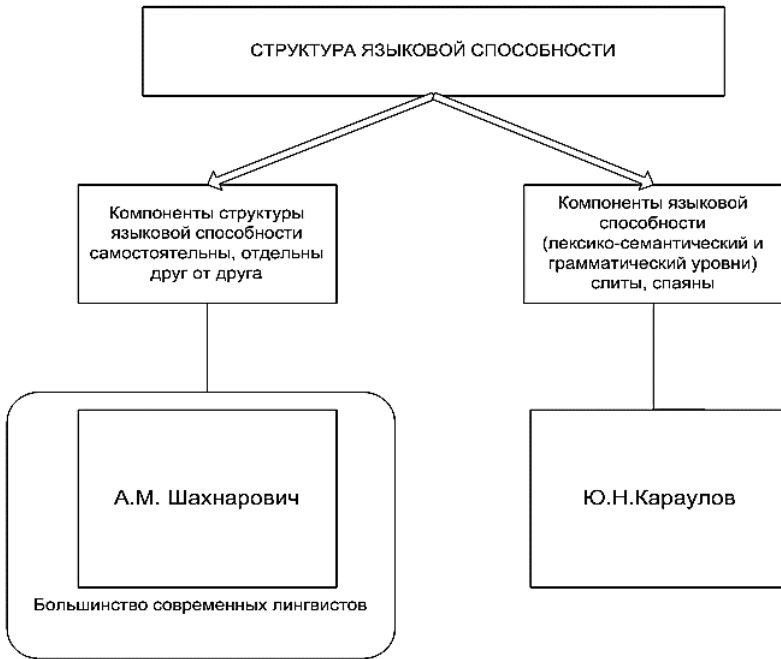 СТРУКТУРА ЯЗЫКОВОЙ СПОСОБНОСТИ
Компоненты структуры
языковой способности
самостоятельны, отдельны
друг от друга
Компоненты языковой
способности
(лексико-семантический и
грамматический уровни)
слиты, спаяны
А.М. Шахнарович
Ю.Н.Караулов
Большинство современных лингвистов